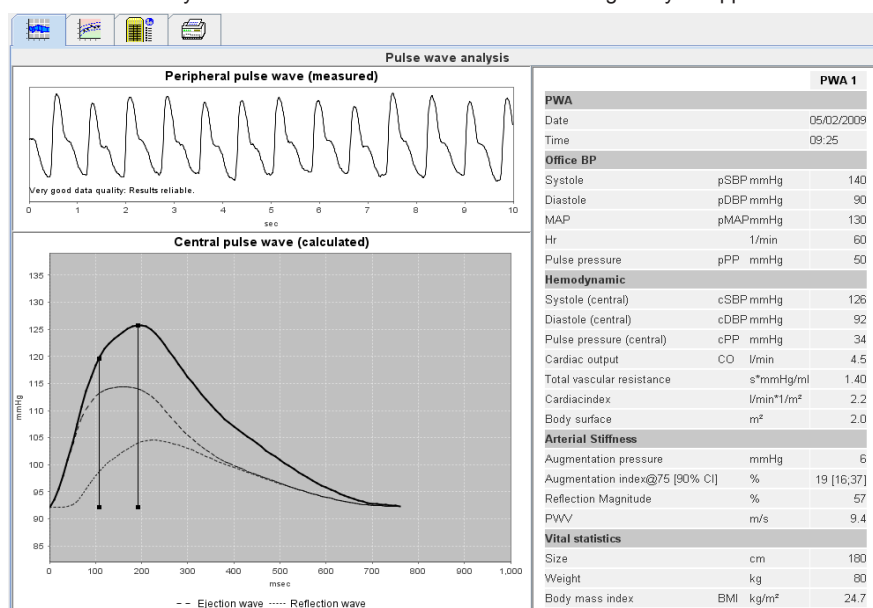 Pulse wave analysis
Peripheral pulse wave (measured)
Very good data quality: Results reliable.
0 1 2 3 4 5 6 7 8 9 10
sec
Central pulse wave (calculated)
135
130
125
120
115
110
105
100
95
90
85
mmHg
0 100 200 300 400 500 600 700 800 900 1,000
msec
Ejection wave Reflection wave
PWA 1
PWA
Date 05/02/2009
Time 09:25
Office BP
Systole pSBP mmHg 140
Diastole pDBP mmHg 90
MAP pMAPmmHg 130
Hr 1/min 60
Pulse pressure pPP mmHg 50
Hemodynamic
Systole (central) cSBP mmHg 126
Diastole (central) cDBP mmHg 92
Pulse pressure (central) cPP mmHg 34
Cardiac output CO l/min 4.5
Total vascular resistance s*mmHg/ml 1.40
Cardiacindex l/min*1/m² 2.2
Body surface m² 2.0
Arterial Stiffness
Augmentation pressure mmHg 6
Augmentation index@75 [90% CI] % 19 [16;37]
Reflection Magnitude % 57
PWV m/s 9.4
Vital statistics
Size cm 180
Weight kg 80
Body mass index BMI kg/m² 24.7